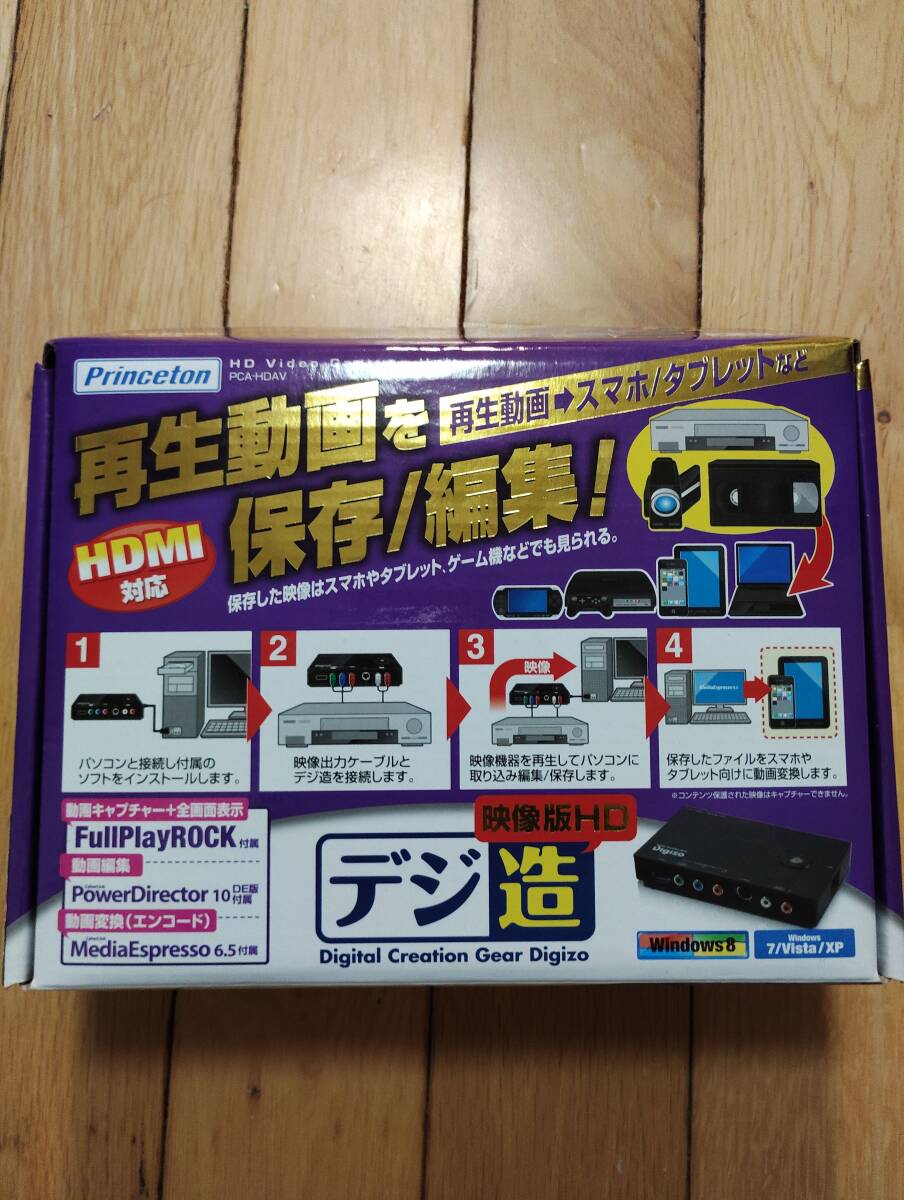 Princeton
HD Video
PCA-HDAV
再生動画を
再生動画➡スマホ/タブレットなど
保存/編集!
HDMI
対応
保存した映像はスマホやタブレット、ゲーム機などでも見られる。
1
パソコンと接続し付属の
ソフトをインストールします。
2
映像出力ケーブルと
デジ造を接続します。
3
映像
映像機器を再生してパソコンに
取り込み編集/保存します。
4
MediaEspresso 6.5
保存したファイルをスマホや
タブレット向けに動画変換します。
※コンテンツ保護された映像はキャプチャーできません。
動画キャプチャー+全画面表示
FullPlayROCK 付属
動画編集
CyberLink
PowerDirector 10 DE版付属
動画変換(エンコード)
CyberLink
MediaEspresso 6.5 付属
映像版HD
デジ造
Digital Creation Gear Digizo
Digizo
Windows 8
Windows
7/Vista/XP